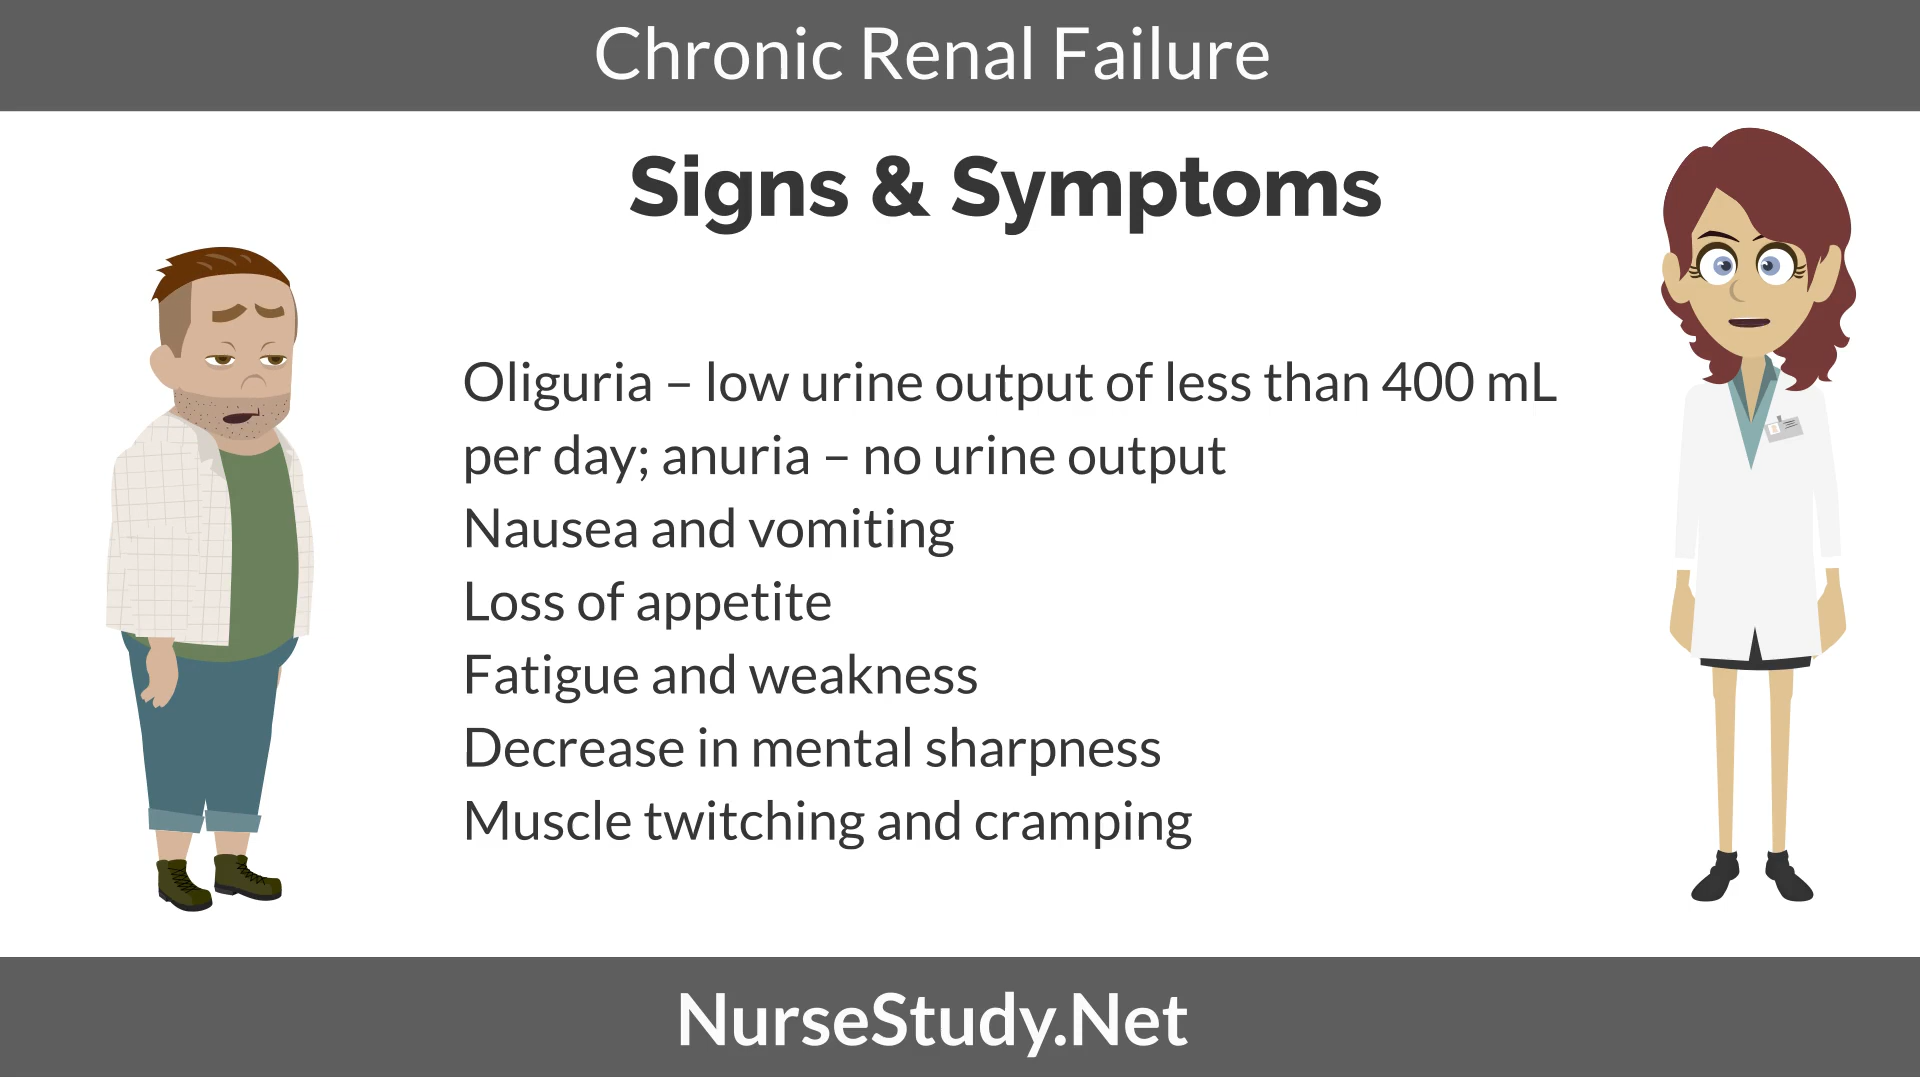 Chronic Renal Failure
Signs & Symptoms
Oliguria – low urine output of less than 400 mL
per day; anuria – no urine output
Nausea and vomiting
Loss of appetite
Fatigue and weakness
Decrease in mental sharpness
Muscle twitching and cramping
NurseStudy.Net